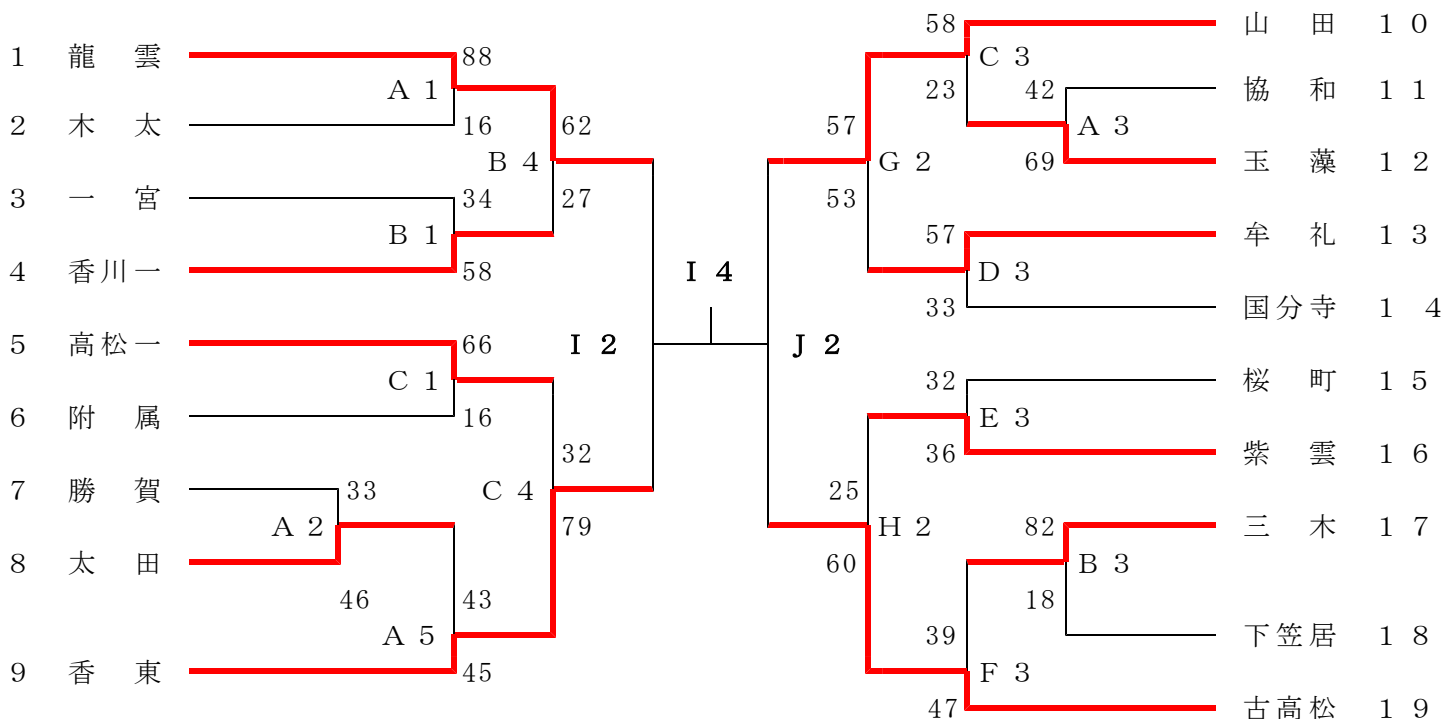 1 龍 雲
88
A 1
2 木 太
16
62
B 4
3 一 宮
34
27
B 1
4 香川一
58
5 高松一
66
C 1
6 附 属
16
32
7 勝 賀
33
C 4
A 2
79
8 太 田
46
43
A 5
9 香 東
45
I 2
I 4
J 2
58
山 田 1 0
C 3
23
42
協 和 1 1
57
A 3
G 2
69
玉 藻 1 2
53
57
牟 礼 1 3
D 3
33
国分寺 1 4
32
桜 町 1 5
E 3
36
紫 雲 1 6
25
H 2
82
三 木 1 7
60
B 3
18
39
下笠居 1 8
F 3
47
古高松 1 9